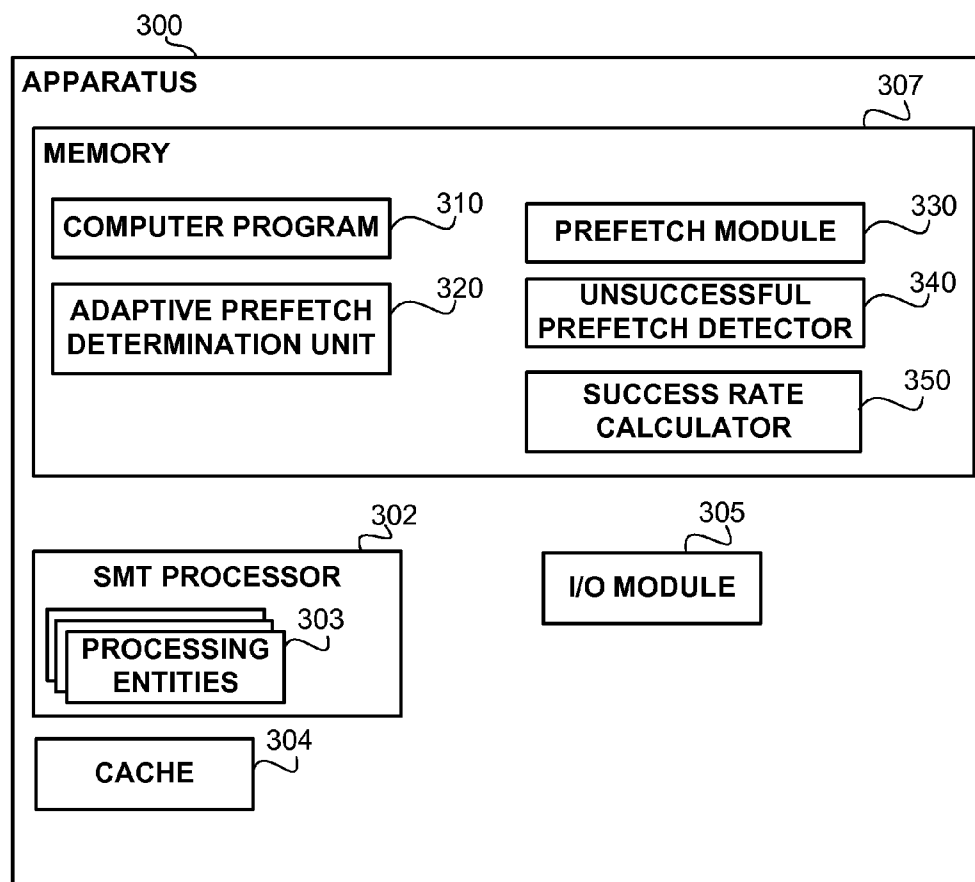 300
APPARATUS
307
MEMORY
COMPUTER PROGRAM
310
PREFETCH MODULE
330
ADAPTIVE PREFETCH
DETERMINATION UNIT
320
UNSUCCESSFUL
PREFETCH DETECTOR
340
SUCCESS RATE
CALCULATOR
350
302
SMT PROCESSOR
303
PROCESSING
ENTITIES
305
I/O MODULE
304
CACHE